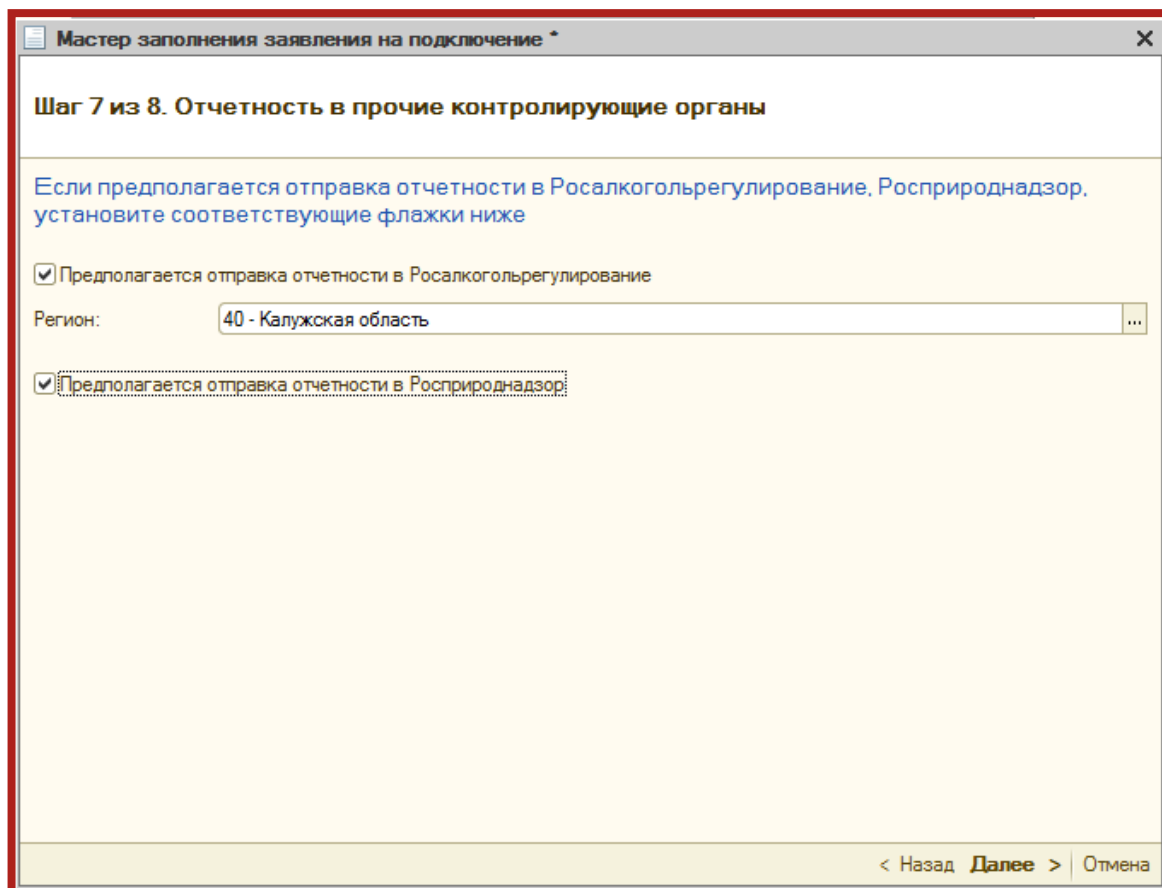 Мастер заполнения заявления на подключение *
Шаг 7 из 8. Отчетность в прочие контролирующие органы
Если предполагается отправка отчетности в Росалкогольрегулирование, Росприроднадзор,
установите соответствующие флажки ниже
Предполагается отправка отчетности в Росалкогольрегулирование
Регион: 40 - Калужская область ...
Предполагается отправка отчетности в Росприроднадзор
< Назад Далее > Отмена